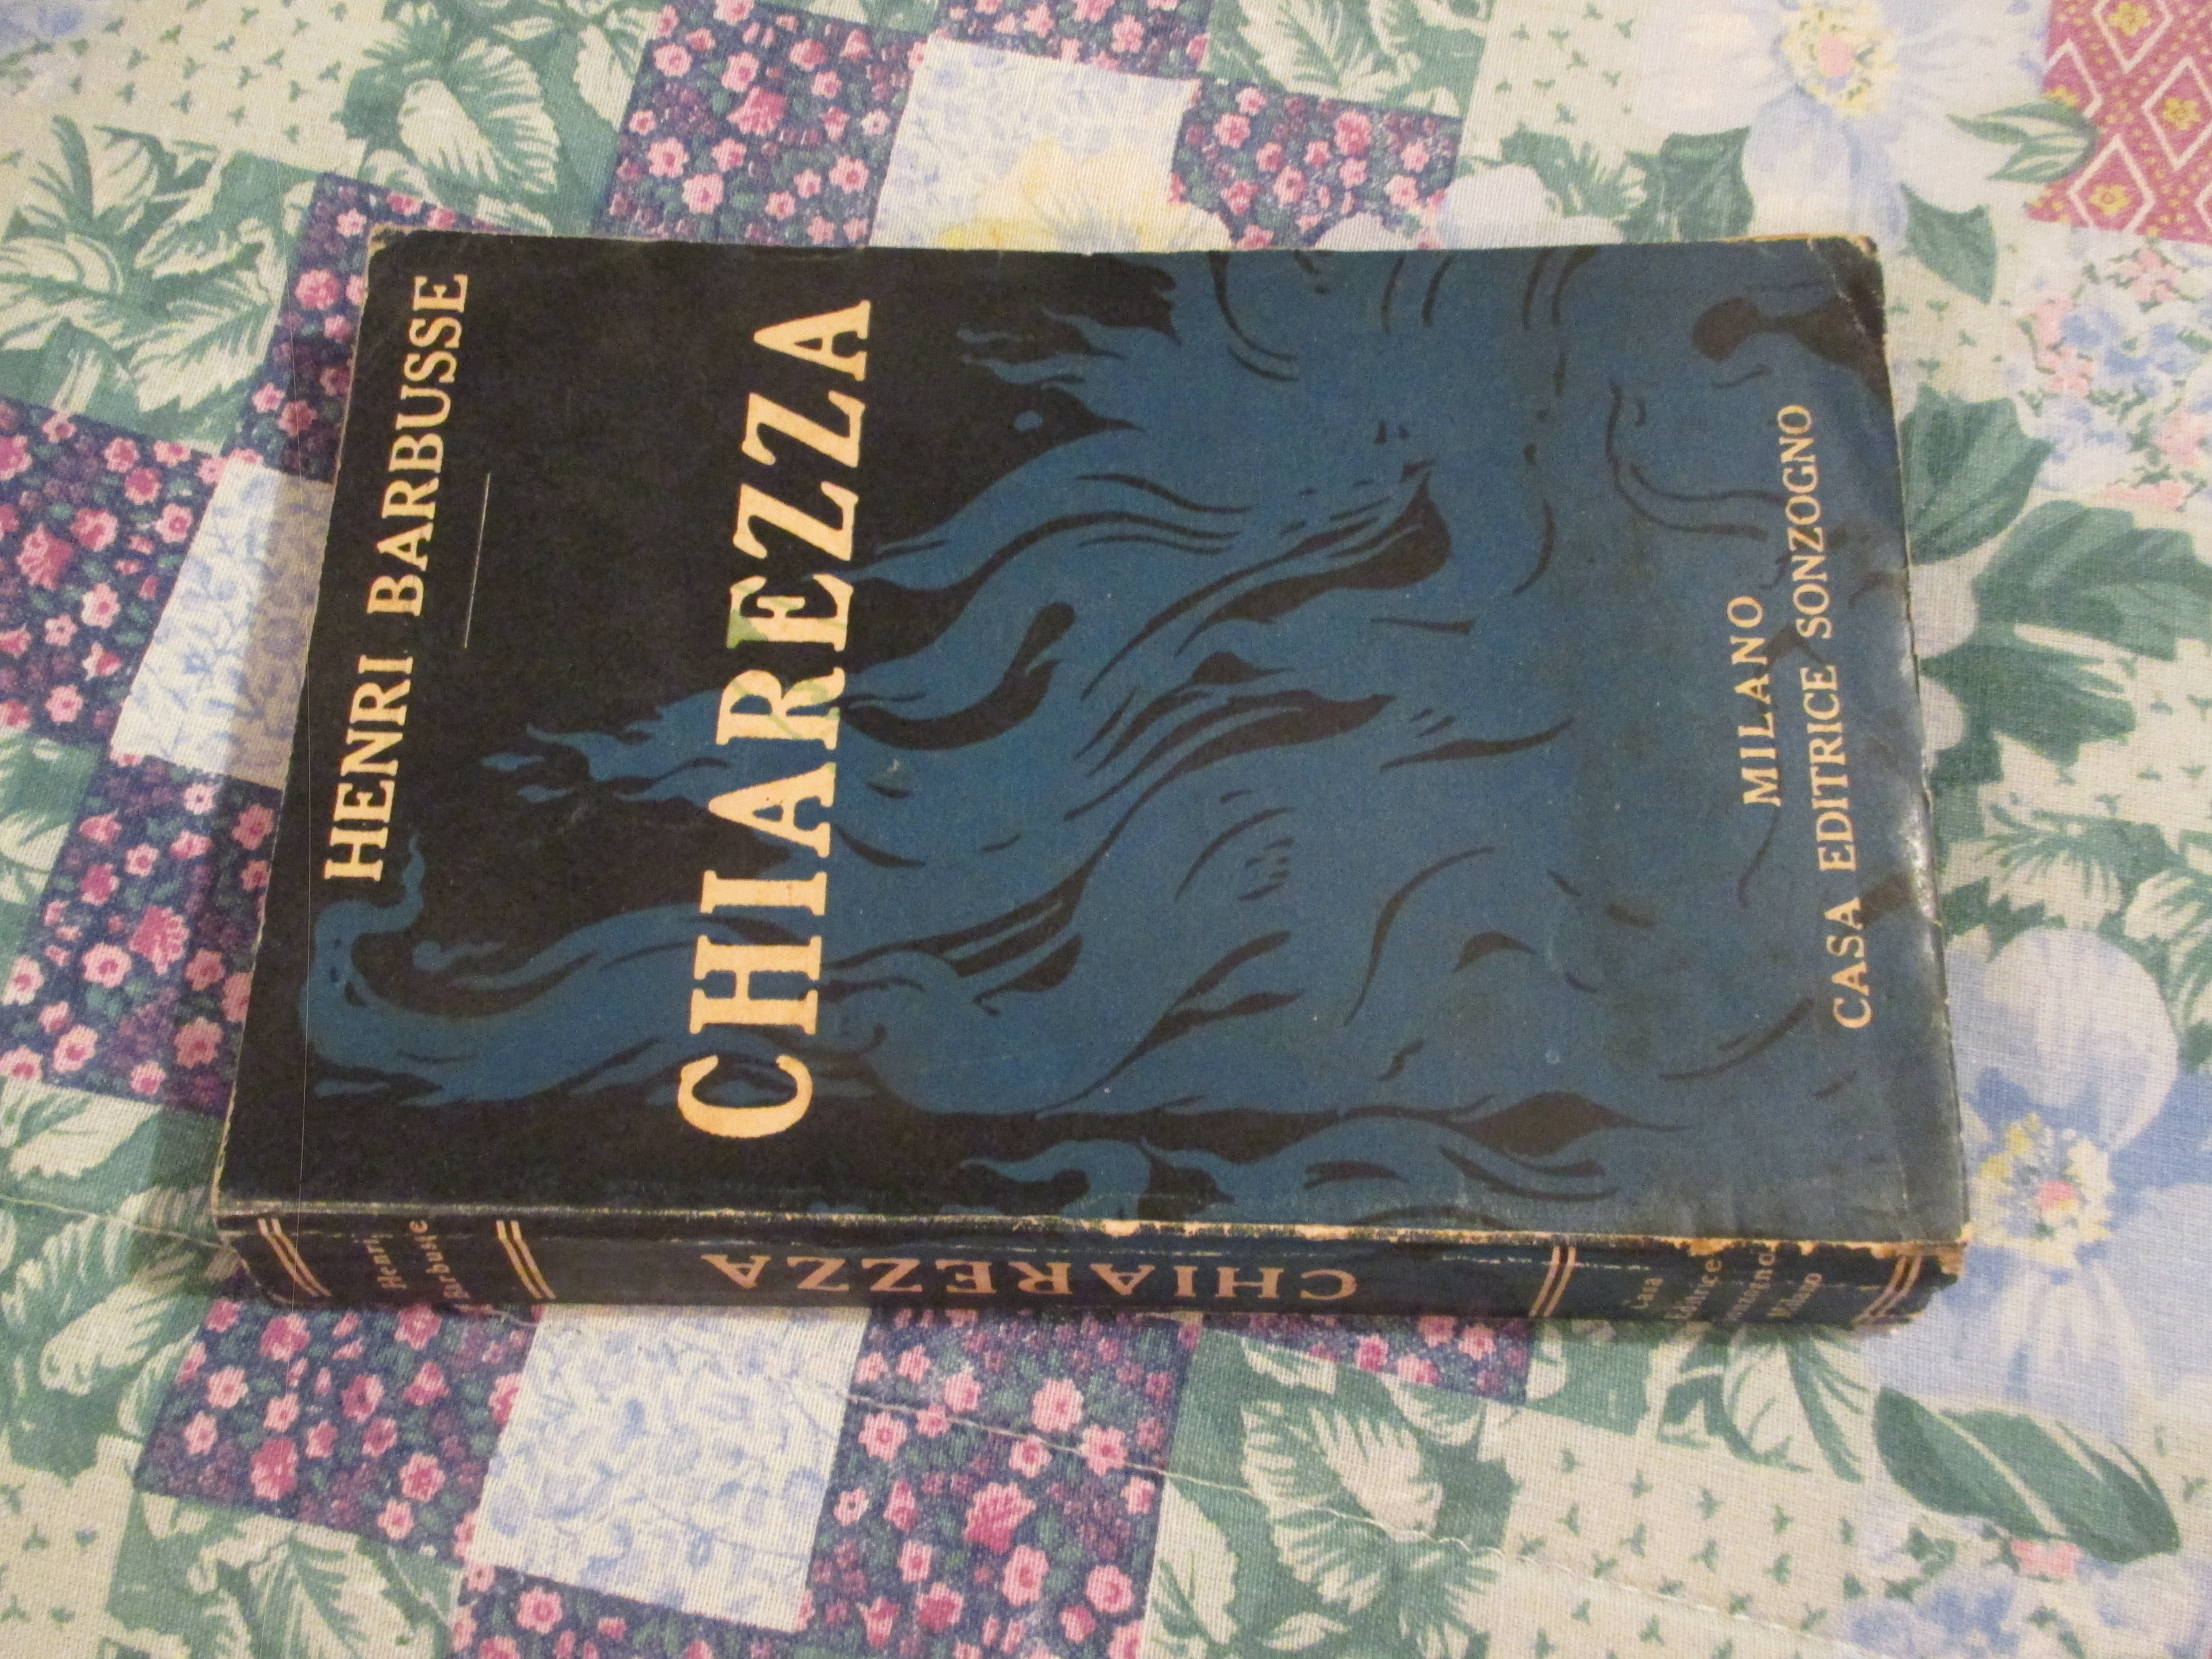 HENRI BARBUSSE
CHIAREZZA
MILANO
CASA EDITRICE SONZOGNO
Henri
Barbusse
CHIAREZZA
Casa
Editrice
Sonzogno
Milano